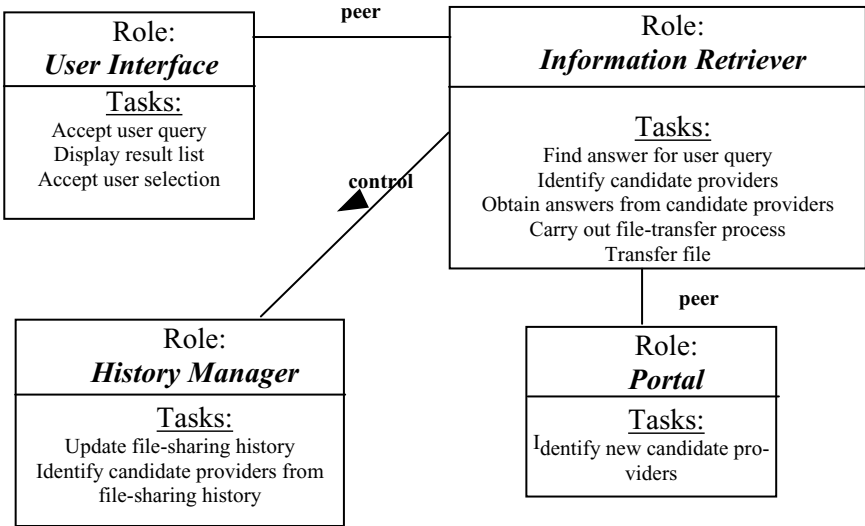 peer
Role:
User Interface
Tasks:
Accept user query
Display result list
Accept user selection
Role:
Information Retriever
Tasks:
Find answer for user query
Identify candidate providers
Obtain answers from candidate providers
Carry out file-transfer process
Transfer file
control
peer
Role:
History Manager
Tasks:
Update file-sharing history
Identify candidate providers from
file-sharing history
Role:
Portal
Tasks:
Identify new candidate pro-
viders